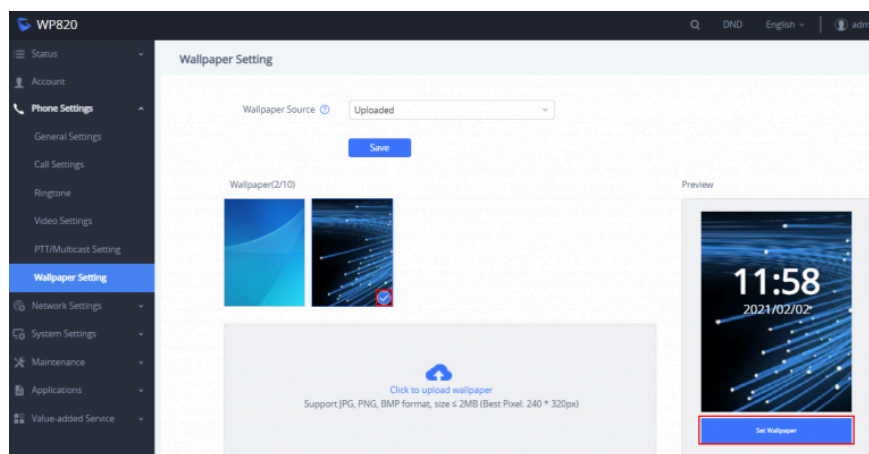 WP820
DND
English
adm
Status
Account
Phone Settings
General Settings
Call Settings
Ringtone
Video Settings
PTT/Multicast Setting
Wallpaper Setting
Network Settings
System Settings
Maintenance
Applications
Value-added Service
Wallpaper Setting
Wallpaper Source
Uploaded
Save
Wallpaper(2/10)
Click to upload wallpaper
Support JPG, PNG, BMP format, size ≤ 2MB (Best Pixel: 240 * 320px)
Preview
11:58
2021/02/02
Set Wallpaper